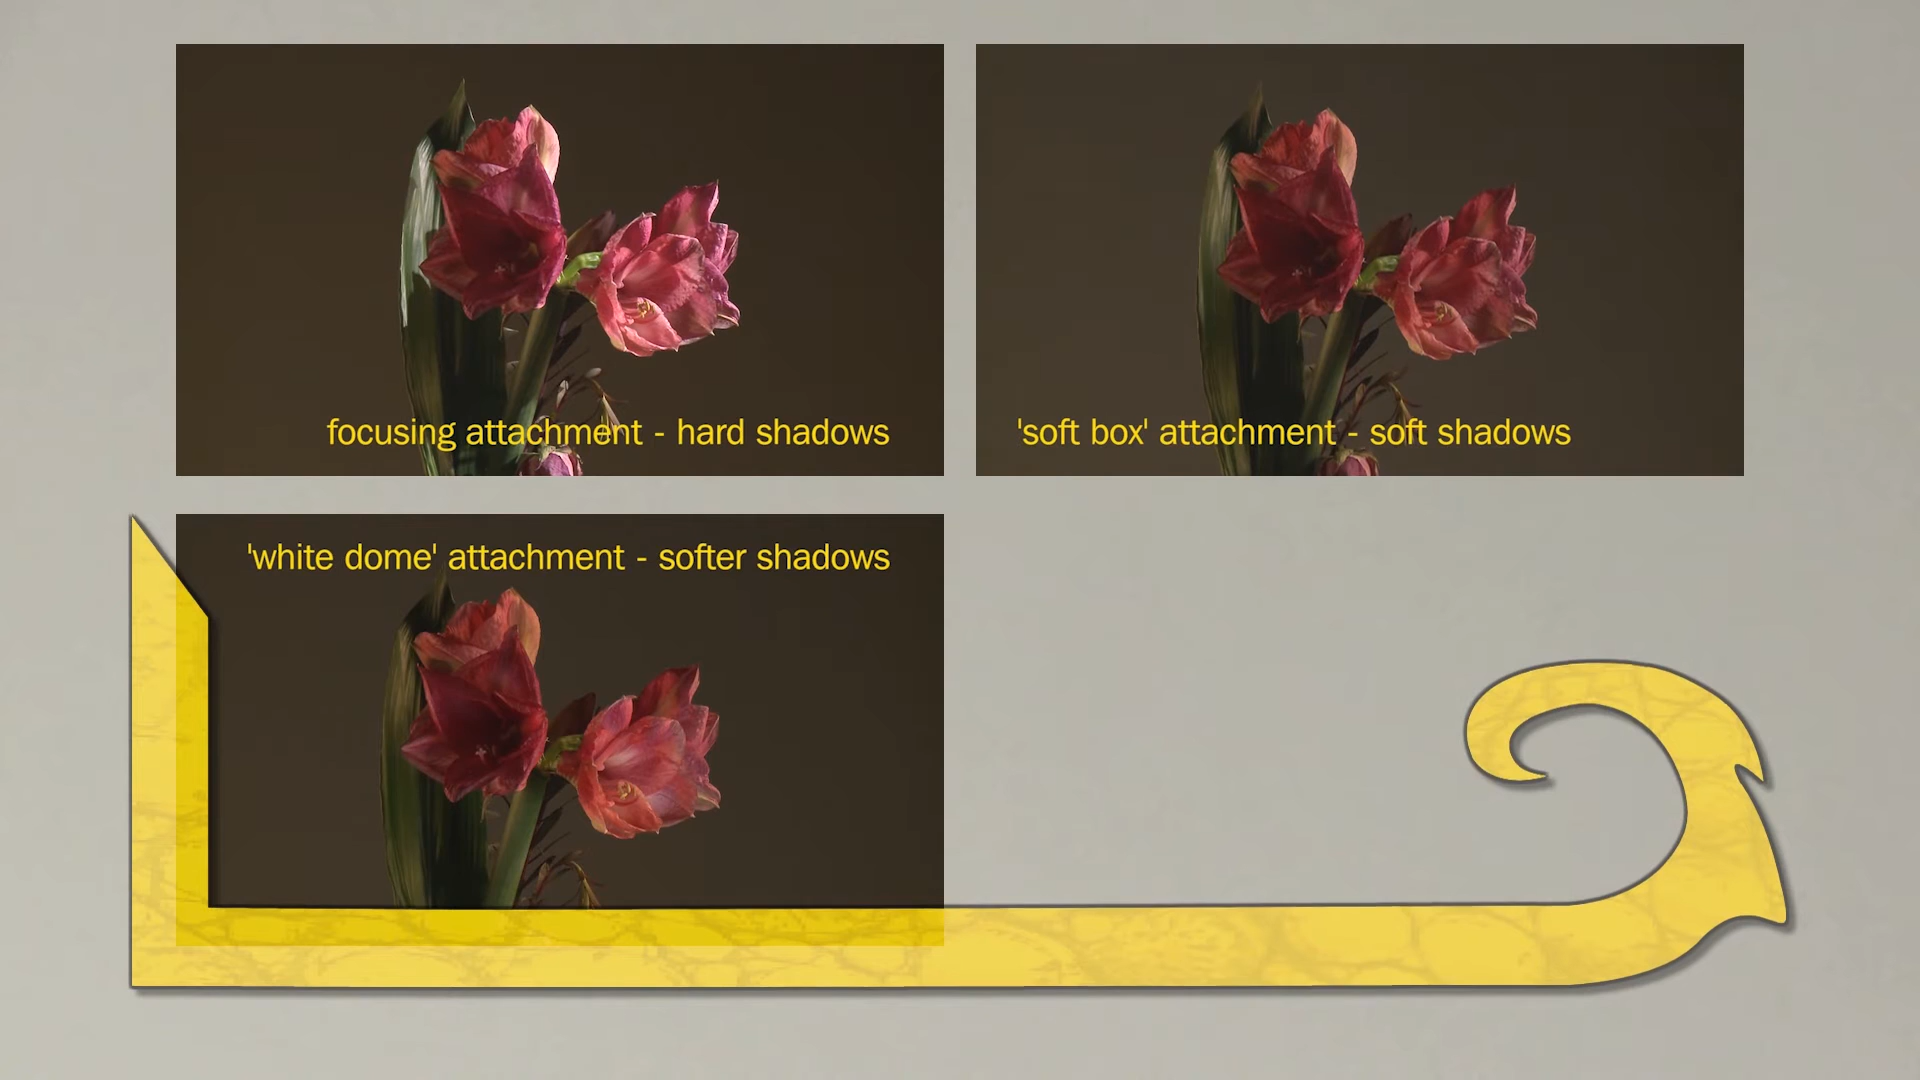 focusing attachment - hard shadows
'soft box' attachment - soft shadows
'white dome' attachment - softer shadows